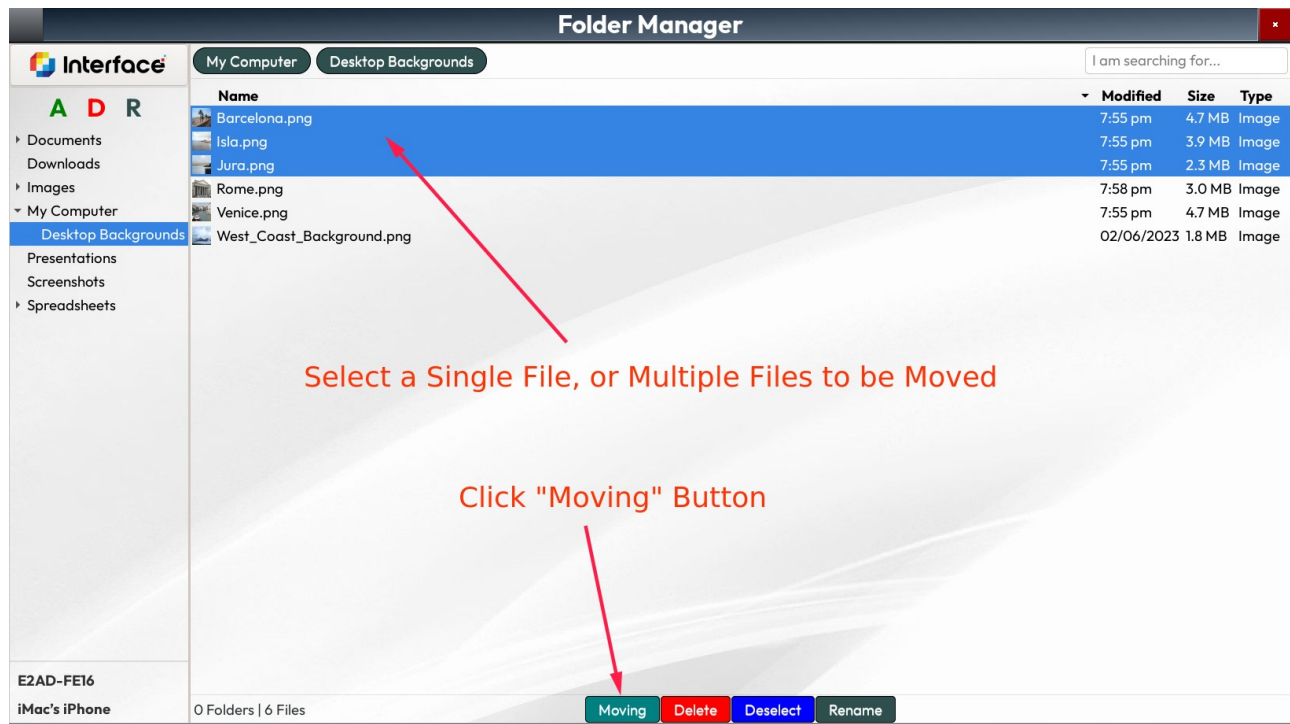 Folder Manager
Interface
My Computer
Desktop Backgrounds
I am searching for...
A D R
Documents
Downloads
Images
My Computer
Desktop Backgrounds
Presentations
Screenshots
Spreadsheets
Name Modified Size Type
Barcelona.png 7:55 pm 4.7 MB Image
Isla.png 7:55 pm 3.9 MB Image
Jura.png 7:55 pm 2.3 MB Image
Rome.png 7:58 pm 3.0 MB Image
Venice.png 7:55 pm 4.7 MB Image
West_Coast_Background.png 02/06/2023 1.8 MB Image
Select a Single File, or Multiple Files to be Moved
Click "Moving" Button
E2AD-FE16
iMac's iPhone
0 Folders | 6 Files
Moving Delete Deselect Rename